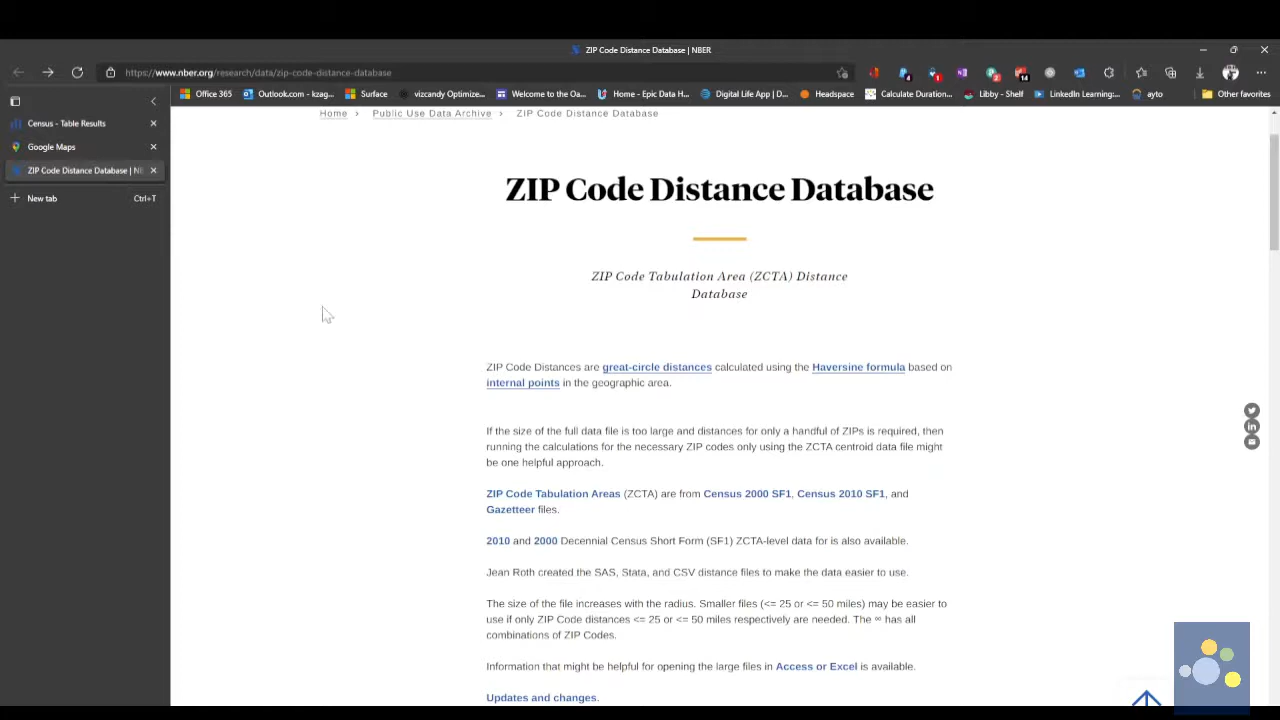 ZIP Code Distance Database | NBER
https://www.nber.org/research/data/zip-code-distance-database
4
1
2
14
Office 365
Outlook.com - kzag...
Surface
vizcandy Optimize...
Welcome to the Oa...
Home - Epic Data H...
Digital Life App | D...
Headspace
Calculate Duration...
Libby - Shelf
LinkedIn Learning:...
ayto
Other favorites
Census - Table Results
Google Maps
ZIP Code Distance Database | NE
New tab Ctrl+T
Home › Public Use Data Archive › ZIP Code Distance Database
ZIP Code Distance Database
ZIP Code Tabulation Area (ZCTA) Distance
Database
ZIP Code Distances are great-circle distances calculated using the Haversine formula based on
internal points in the geographic area.
If the size of the full data file is too large and distances for only a handful of ZIPs is required, then
running the calculations for the necessary ZIP codes only using the ZCTA centroid data file might
be one helpful approach.
ZIP Code Tabulation Areas (ZCTA) are from Census 2000 SF1, Census 2010 SF1, and
Gazetteer files.
2010 and 2000 Decennial Census Short Form (SF1) ZCTA-level data for is also available.
Jean Roth created the SAS, Stata, and CSV distance files to make the data easier to use.
The size of the file increases with the radius. Smaller files (<= 25 or <= 50 miles) may be easier to
use if only ZIP Code distances <= 25 or <= 50 miles respectively are needed. The ∞ has all
combinations of ZIP Codes.
Information that might be helpful for opening the large files in Access or Excel is available.
Updates and changes.